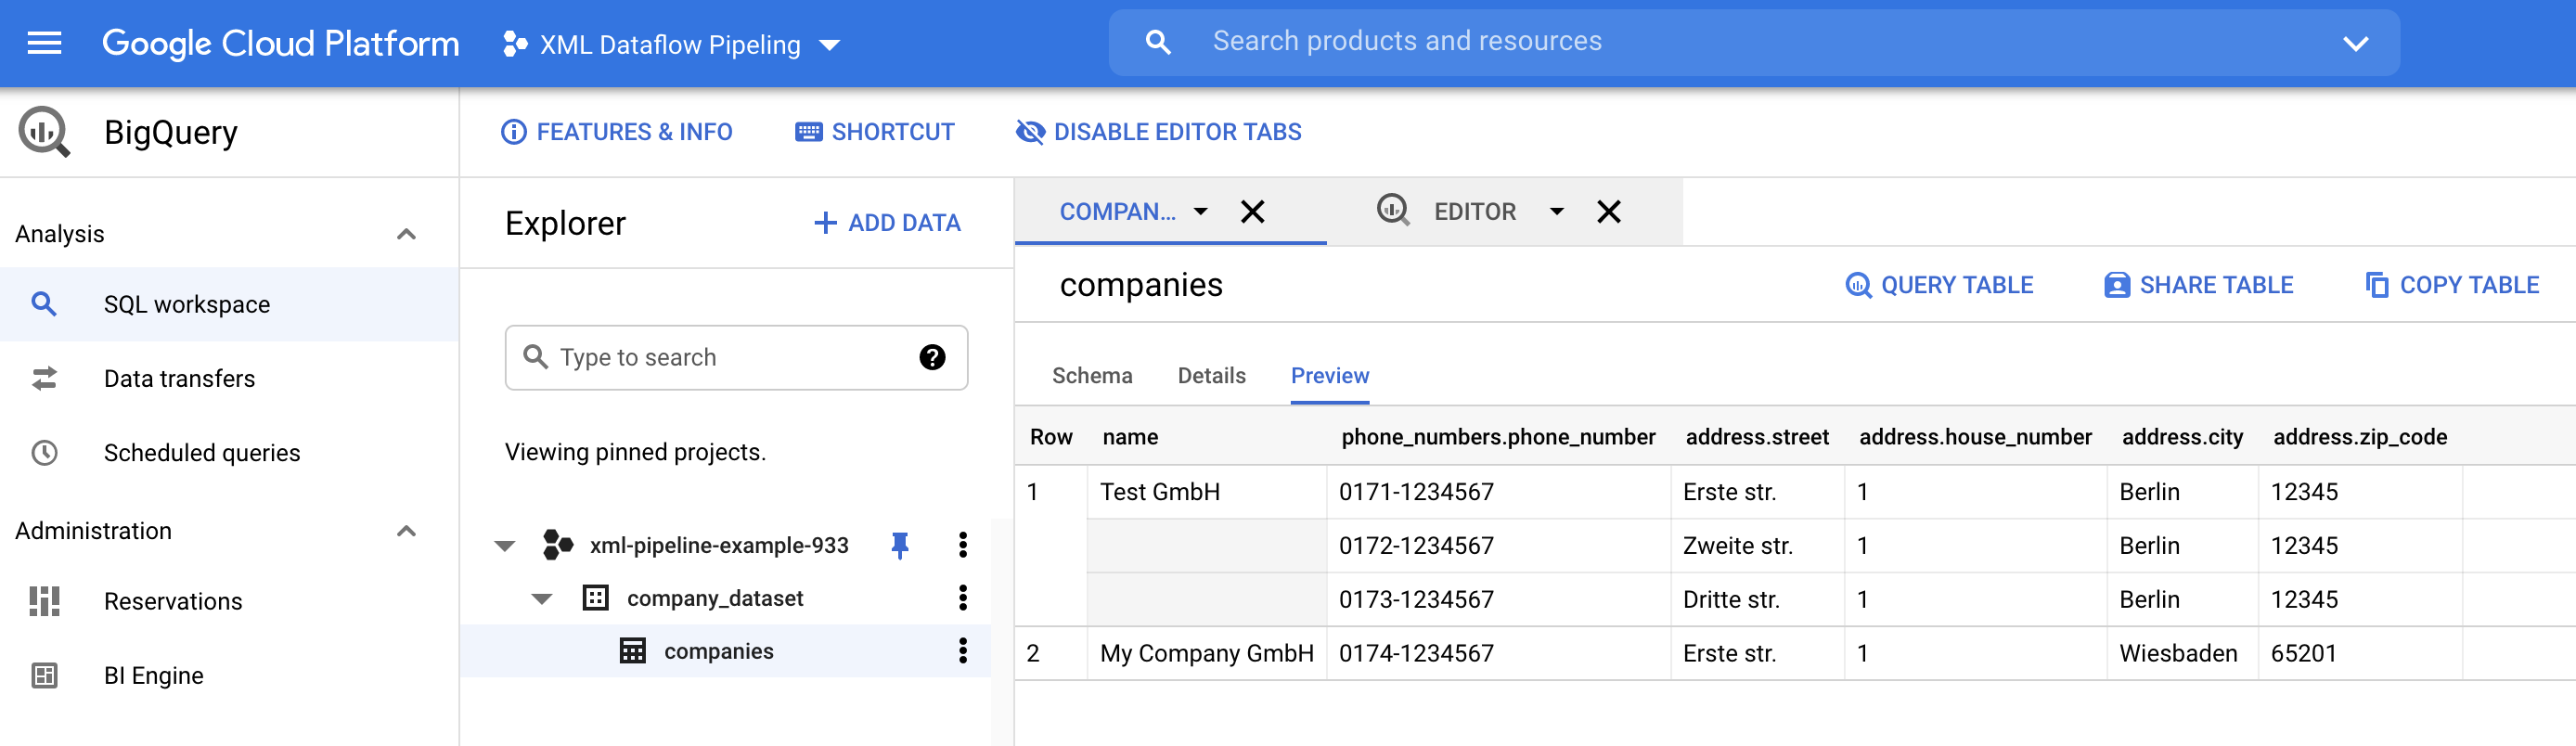 Google Cloud Platform XML Dataflow Pipeling Search products and resources
BigQuery
FEATURES & INFO SHORTCUT DISABLE EDITOR TABS
Analysis
SQL workspace
Data transfers
Scheduled queries
Administration
Reservations
BI Engine
Explorer + ADD DATA
Type to search ?
Viewing pinned projects.
xml-pipeline-example-933
company_dataset
companies
COMPAN... EDITOR
companies QUERY TABLE SHARE TABLE COPY TABLE
Schema Details Preview
Row name phone_numbers.phone_number address.street address.house_number address.city address.zip_code
1 Test GmbH 0171-1234567 Erste str. 1 Berlin 12345
0172-1234567 Zweite str. 1 Berlin 12345
0173-1234567 Dritte str. 1 Berlin 12345
2 My Company GmbH 0174-1234567 Erste str. 1 Wiesbaden 65201